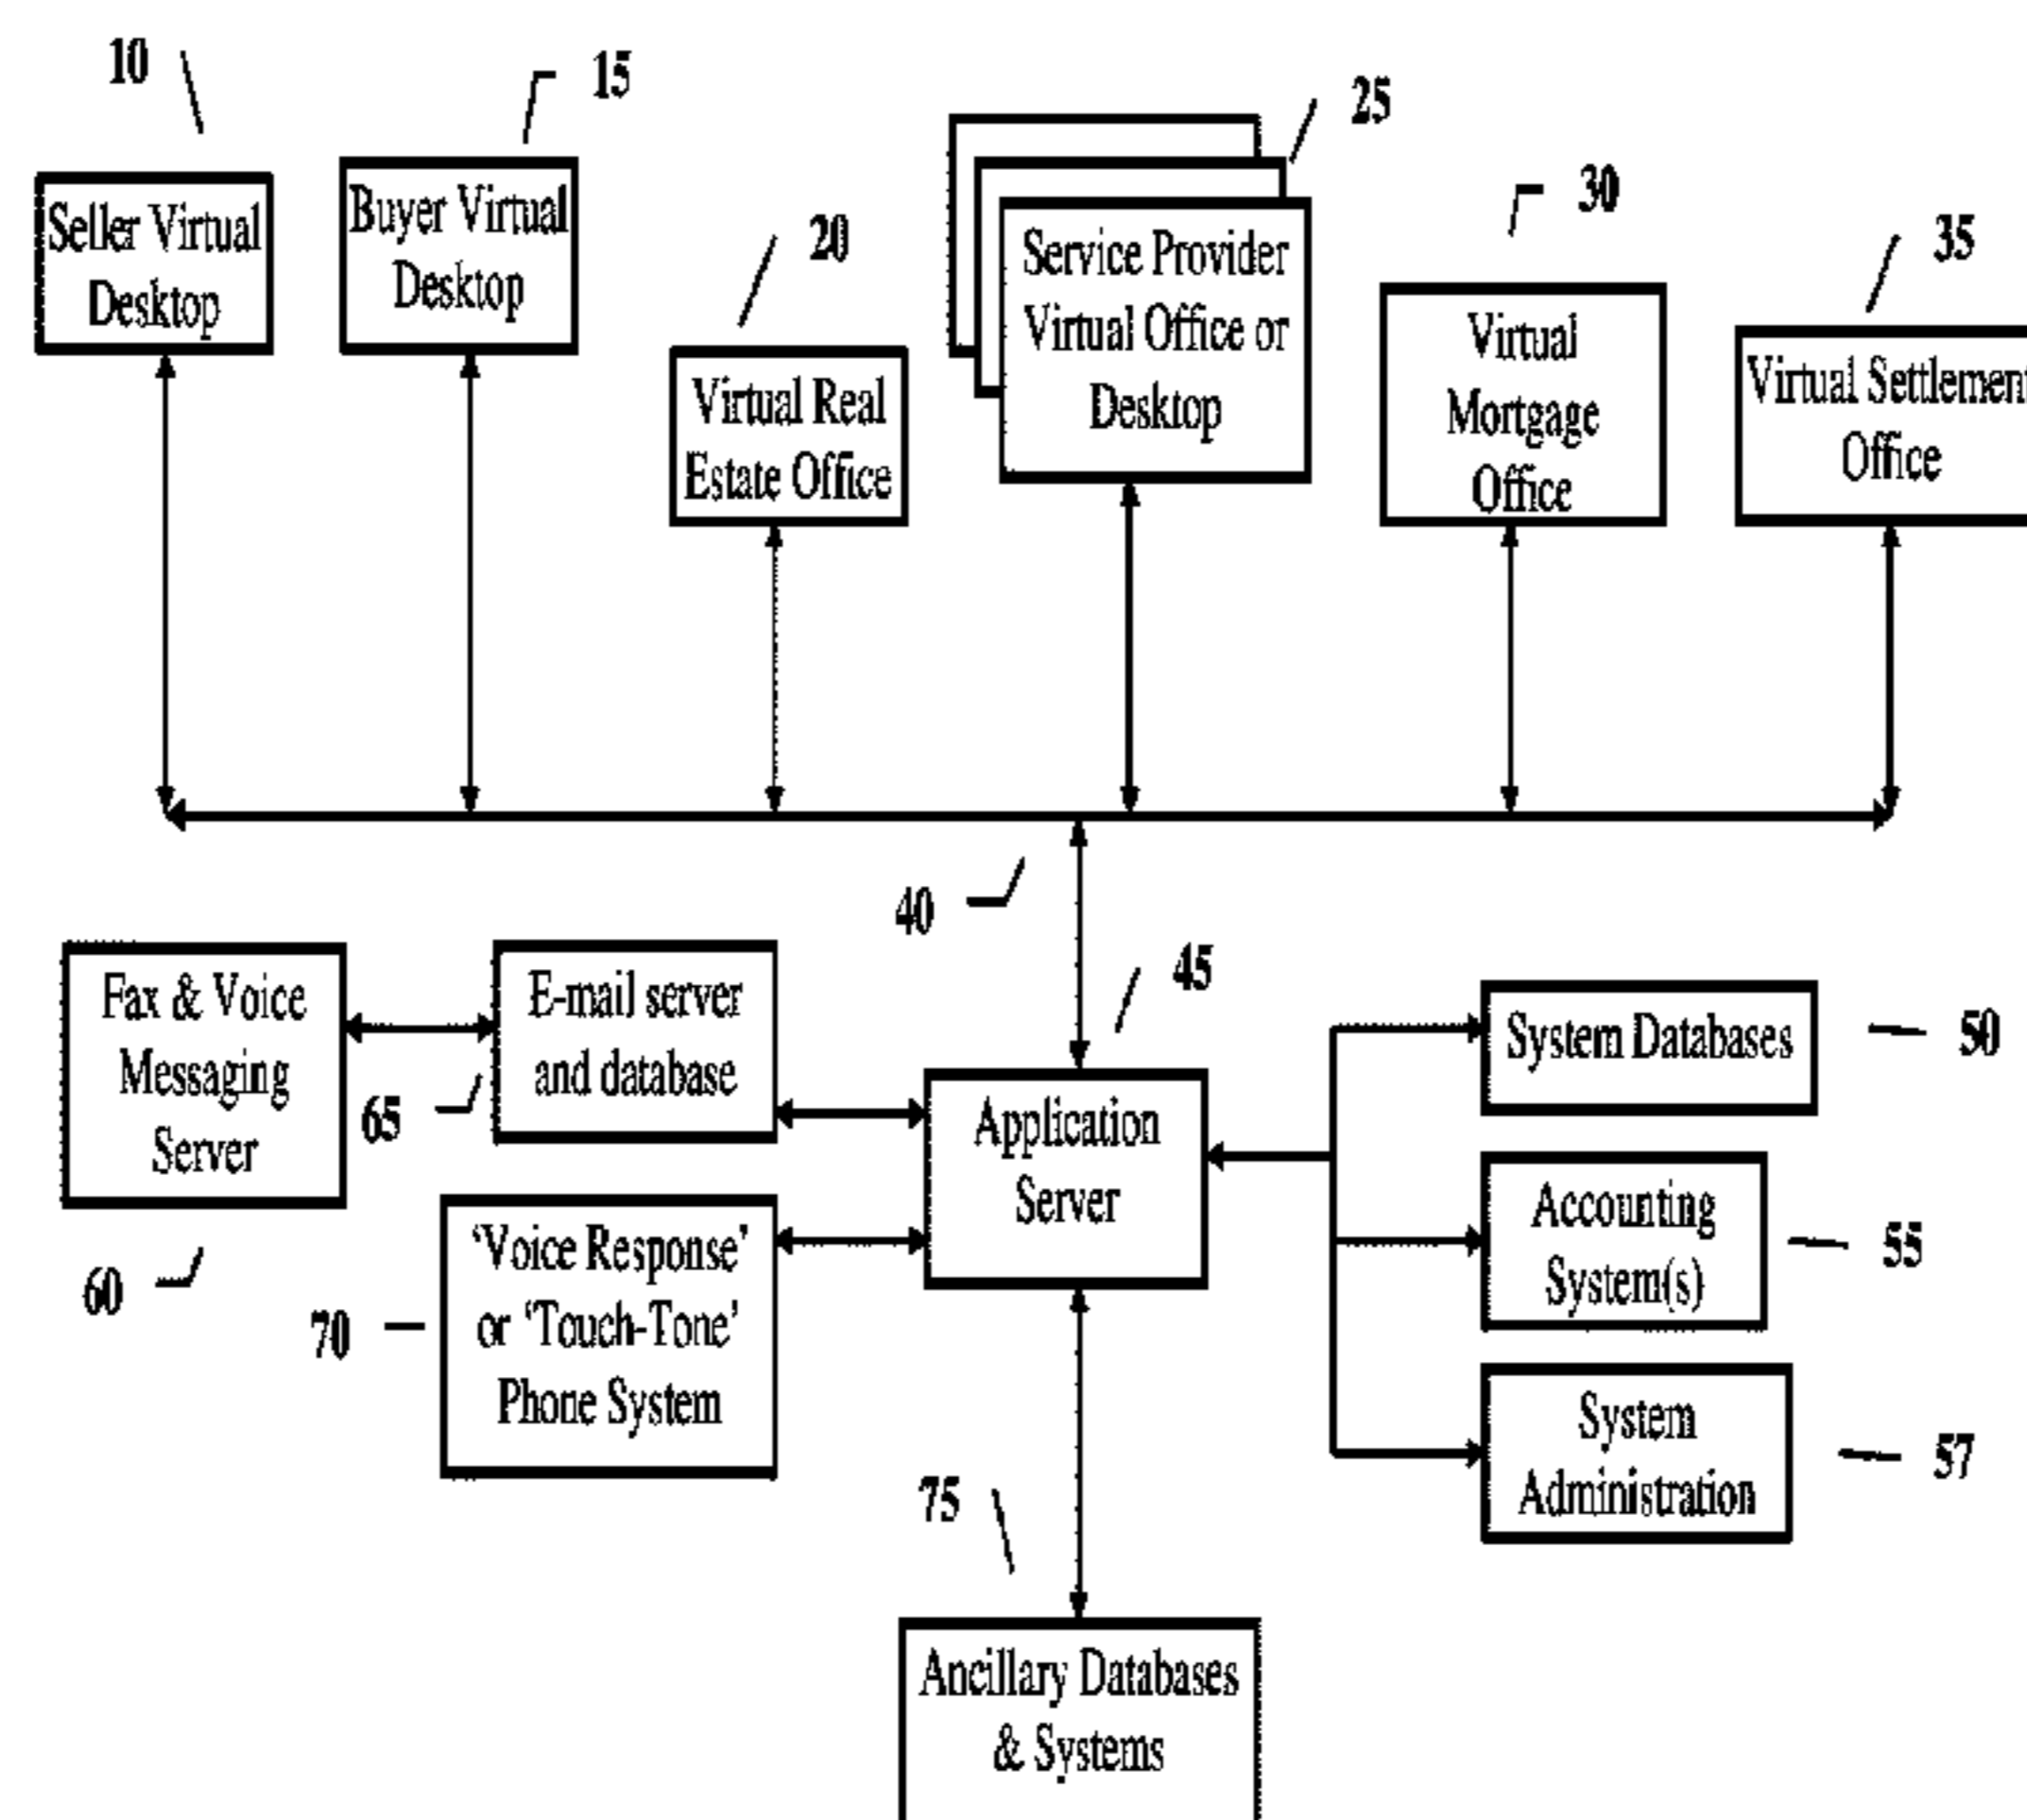 10
15
25
30
20
35
Seller Virtual
Desktop
Buyer Virtual
Desktop
Virtual Real
Estate Office
Service Provider
Virtual Office or
Desktop
Virtual
Mortgage
Office
Virtual Settlement
Office
40
45
Fax & Voice
Messaging
Server
60
E-mail server
and database
65
'Voice Response'
or 'Touch-Tone'
Phone System
70
Application
Server
System Databases
50
Accounting
System(s)
55
System
Administration
57
75
Ancillary Databases
& Systems